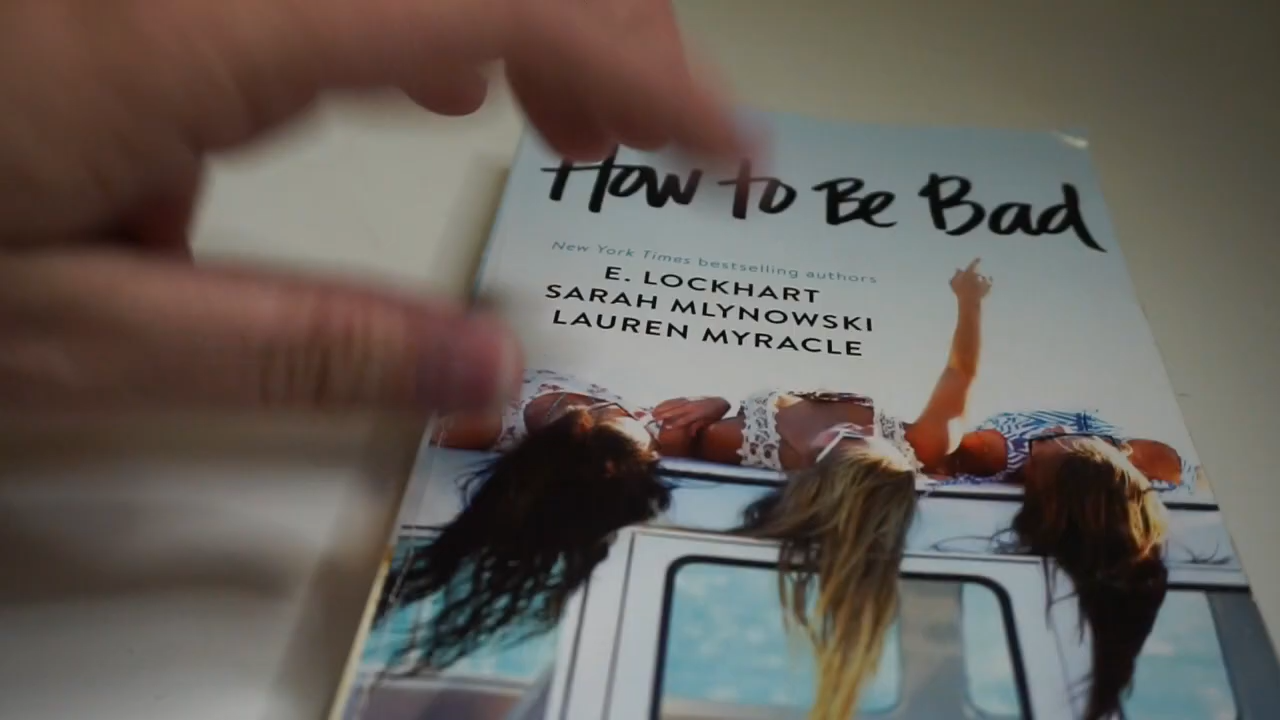 How to Be Bad
New York Times bestselling authors
E. LOCKHART
SARAH MLYNOWSKI
LAUREN MYRACLE